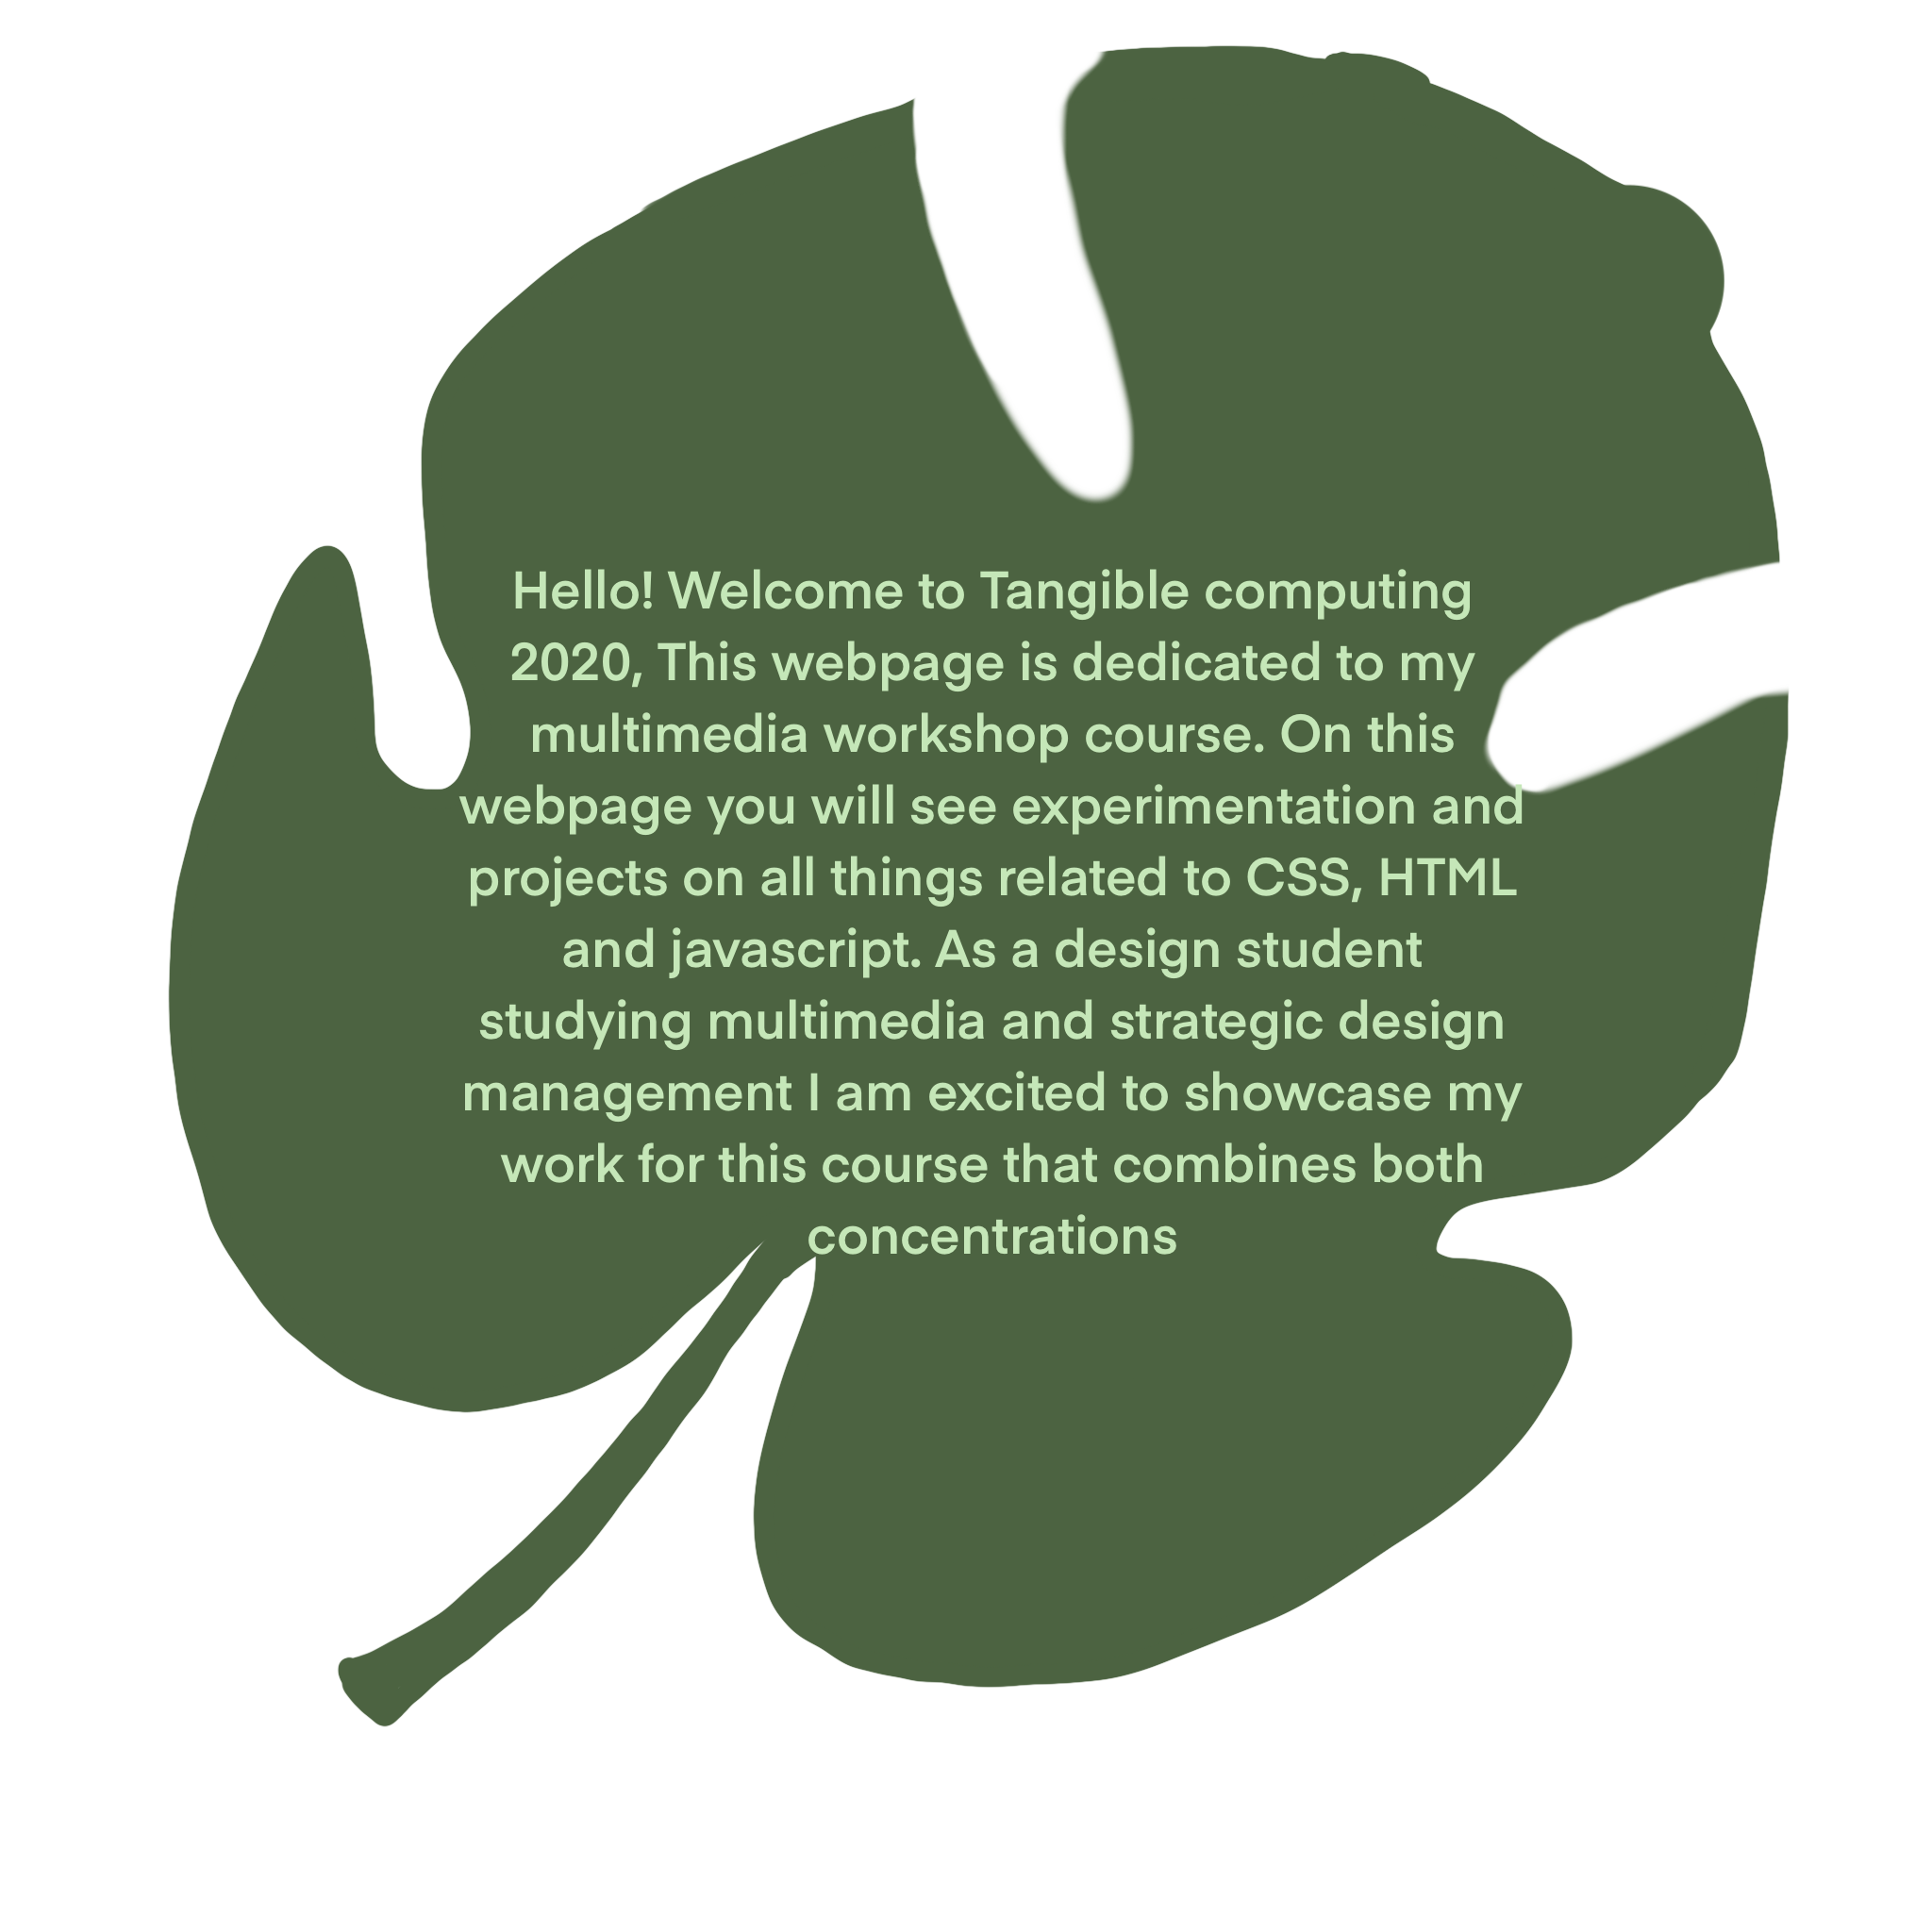 Hello! Welcome to Tangible computing
2020, This webpage is dedicated to my
multimedia workshop course. On this
webpage you will see experimentation and
projects on all things related to CSS, HTML
and javascript. As a design student
studying multimedia and strategic design
management I am excited to showcase my
work for this course that combines both
concentrations